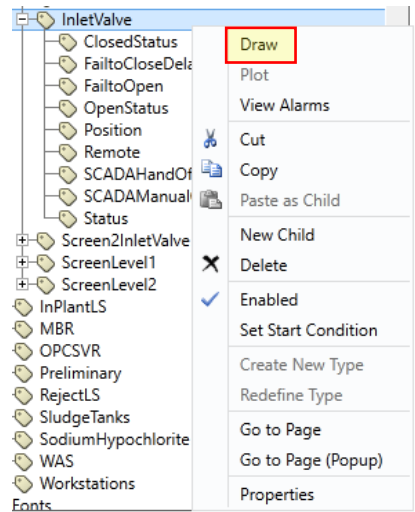 InletValve
ClosedStatus
FailtoCloseDela
FailtoOpen
OpenStatus
Position
Remote
SCADAHandOf
SCADAManual
Status
Screen2InletValve
ScreenLevel1
ScreenLevel2
InPlantLS
MBR
OPCSVR
Preliminary
RejectLS
SludgeTanks
SodiumHypochlorite
WAS
Workstations
Fonts
Draw
Plot
View Alarms
Cut
Copy
Paste as Child
New Child
Delete
Enabled
Set Start Condition
Create New Type
Redefine Type
Go to Page
Go to Page (Popup)
Properties